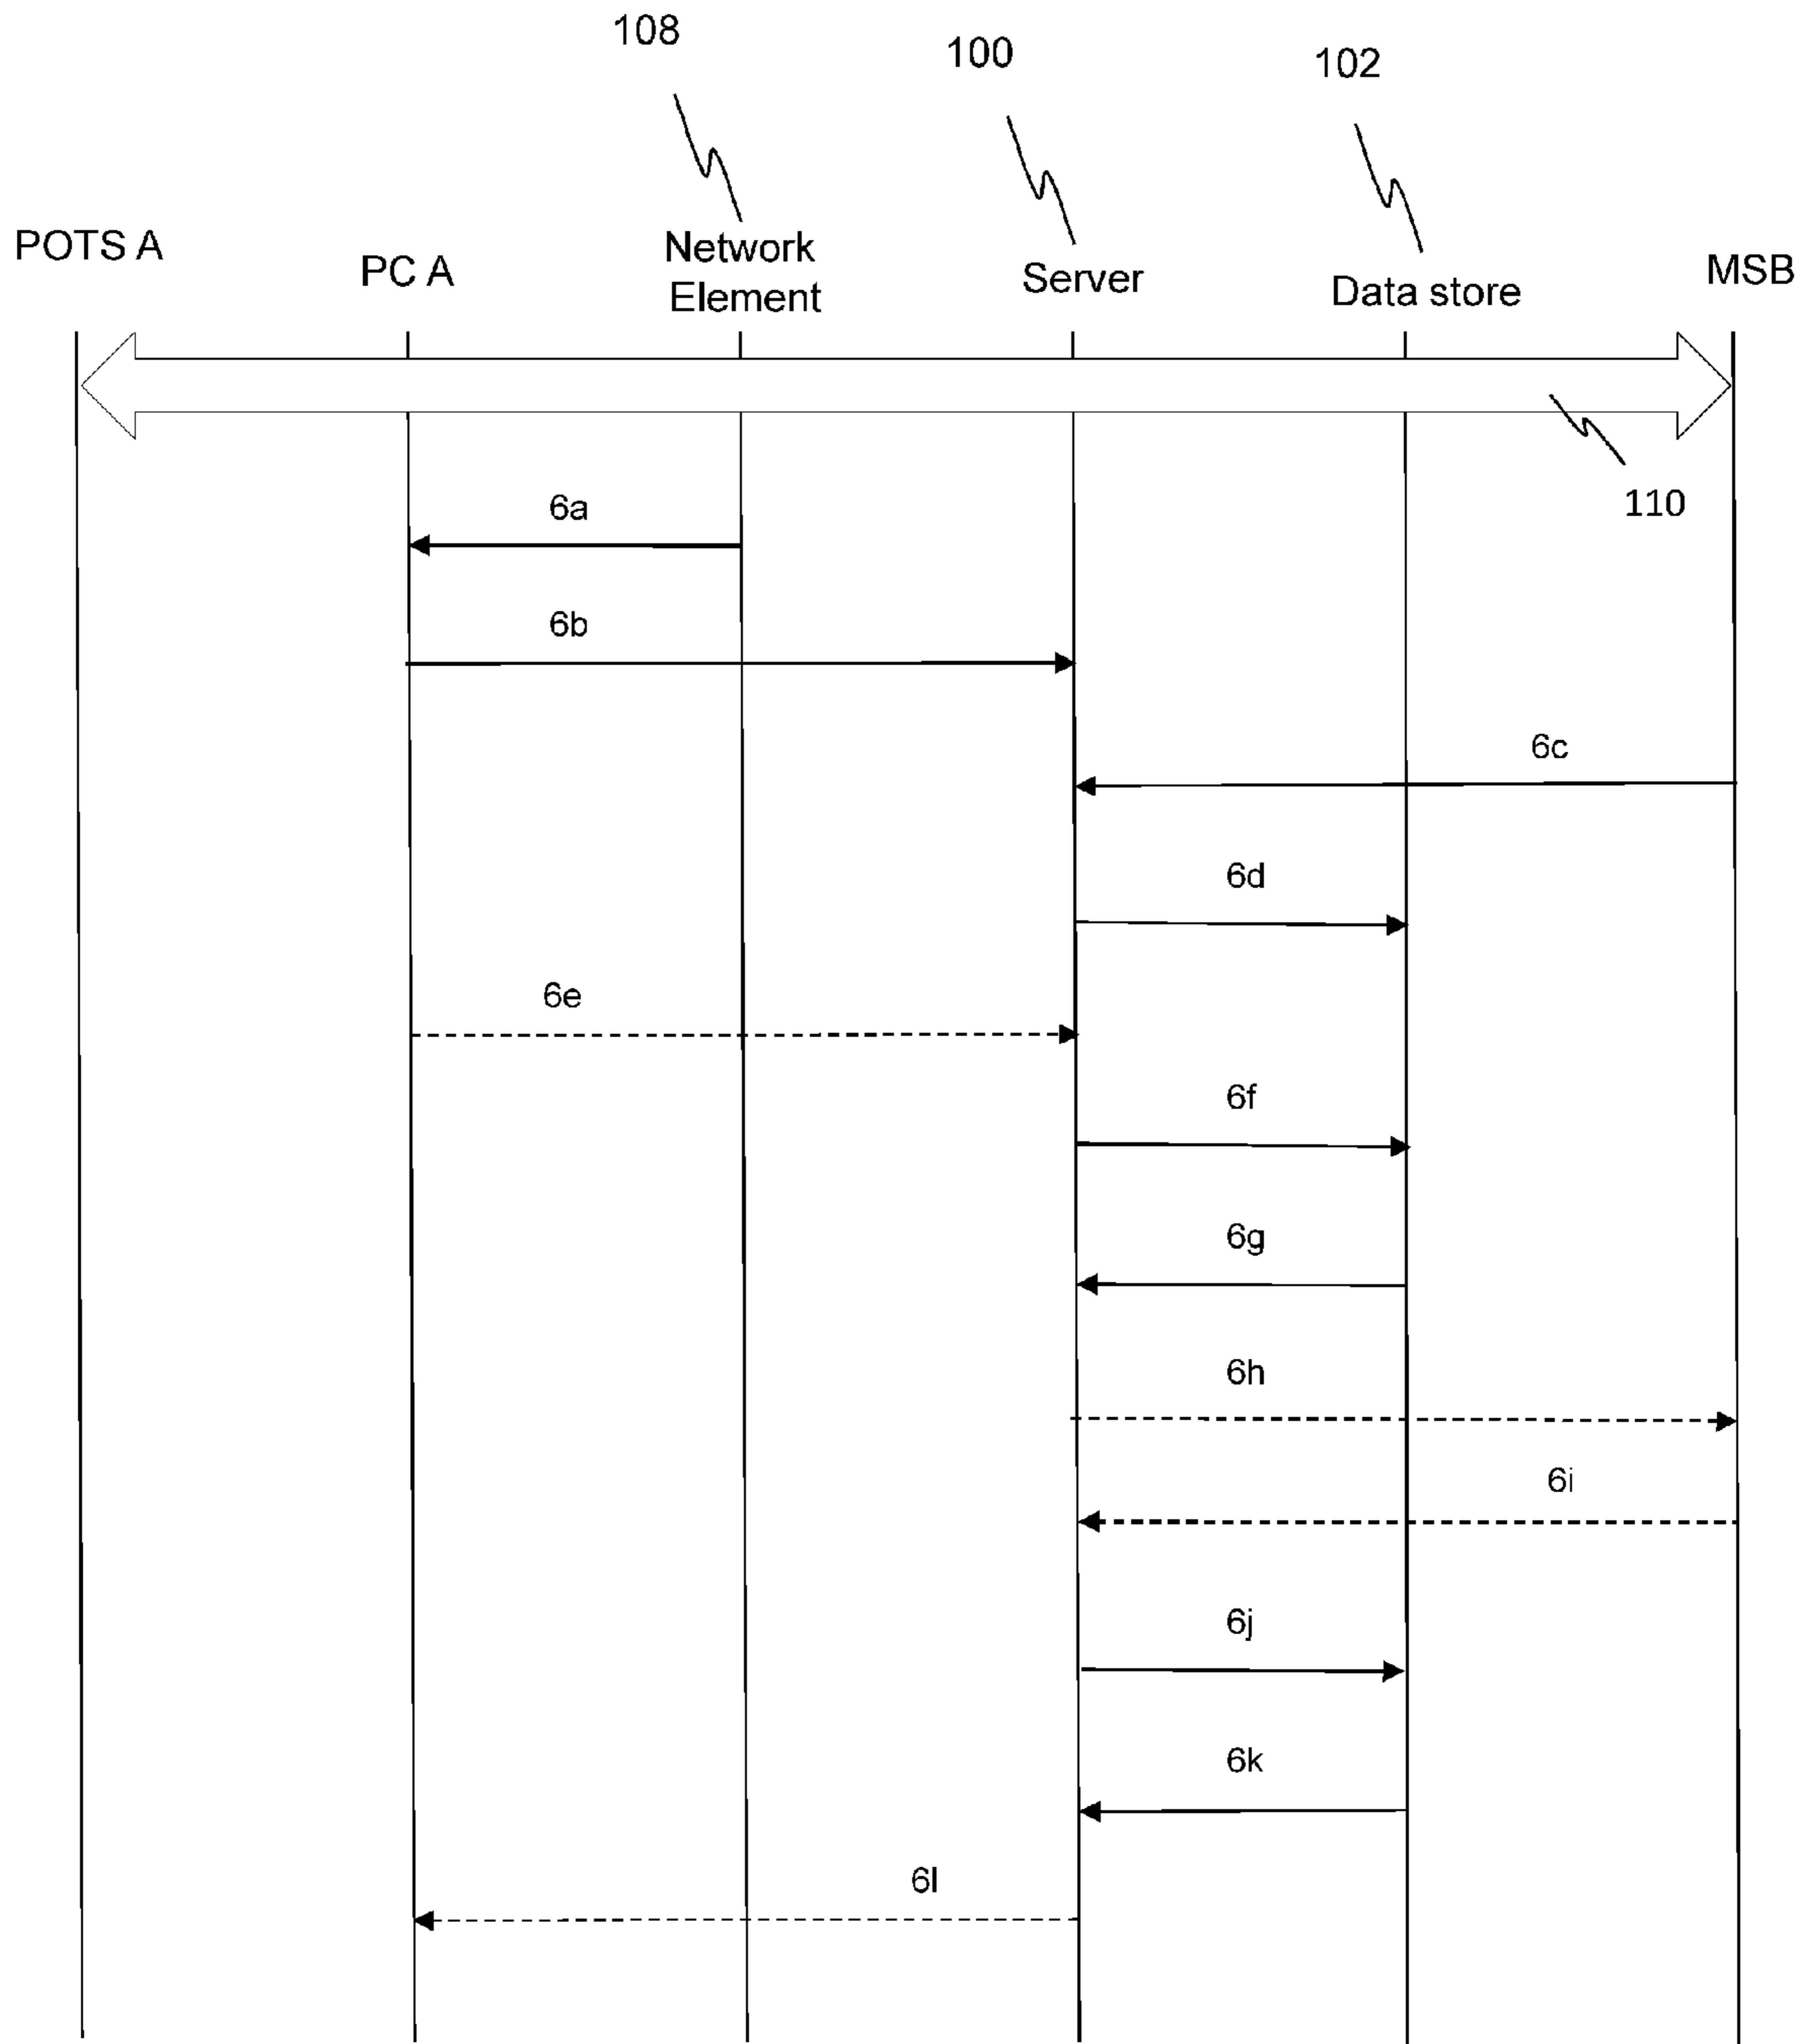 108
100
102
POTS A
PC A
Network
Element
Server
Data store
MSB
110
6a
6b
6c
6d
6e
6f
6g
6h
6i
6j
6k
6l